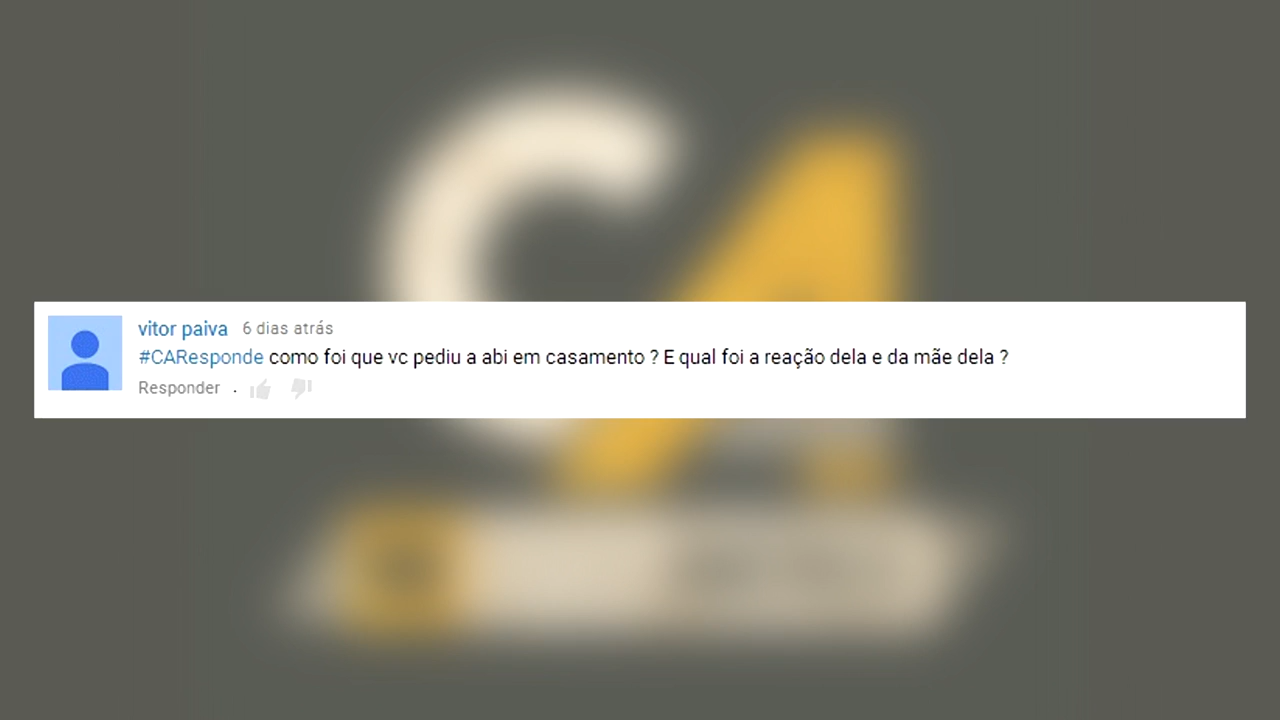 vitor paiva 6 dias atrás
#CAResponde como foi que vc pediu a abi em casamento ? E qual foi a reação dela e da mãe dela ?
Responder .